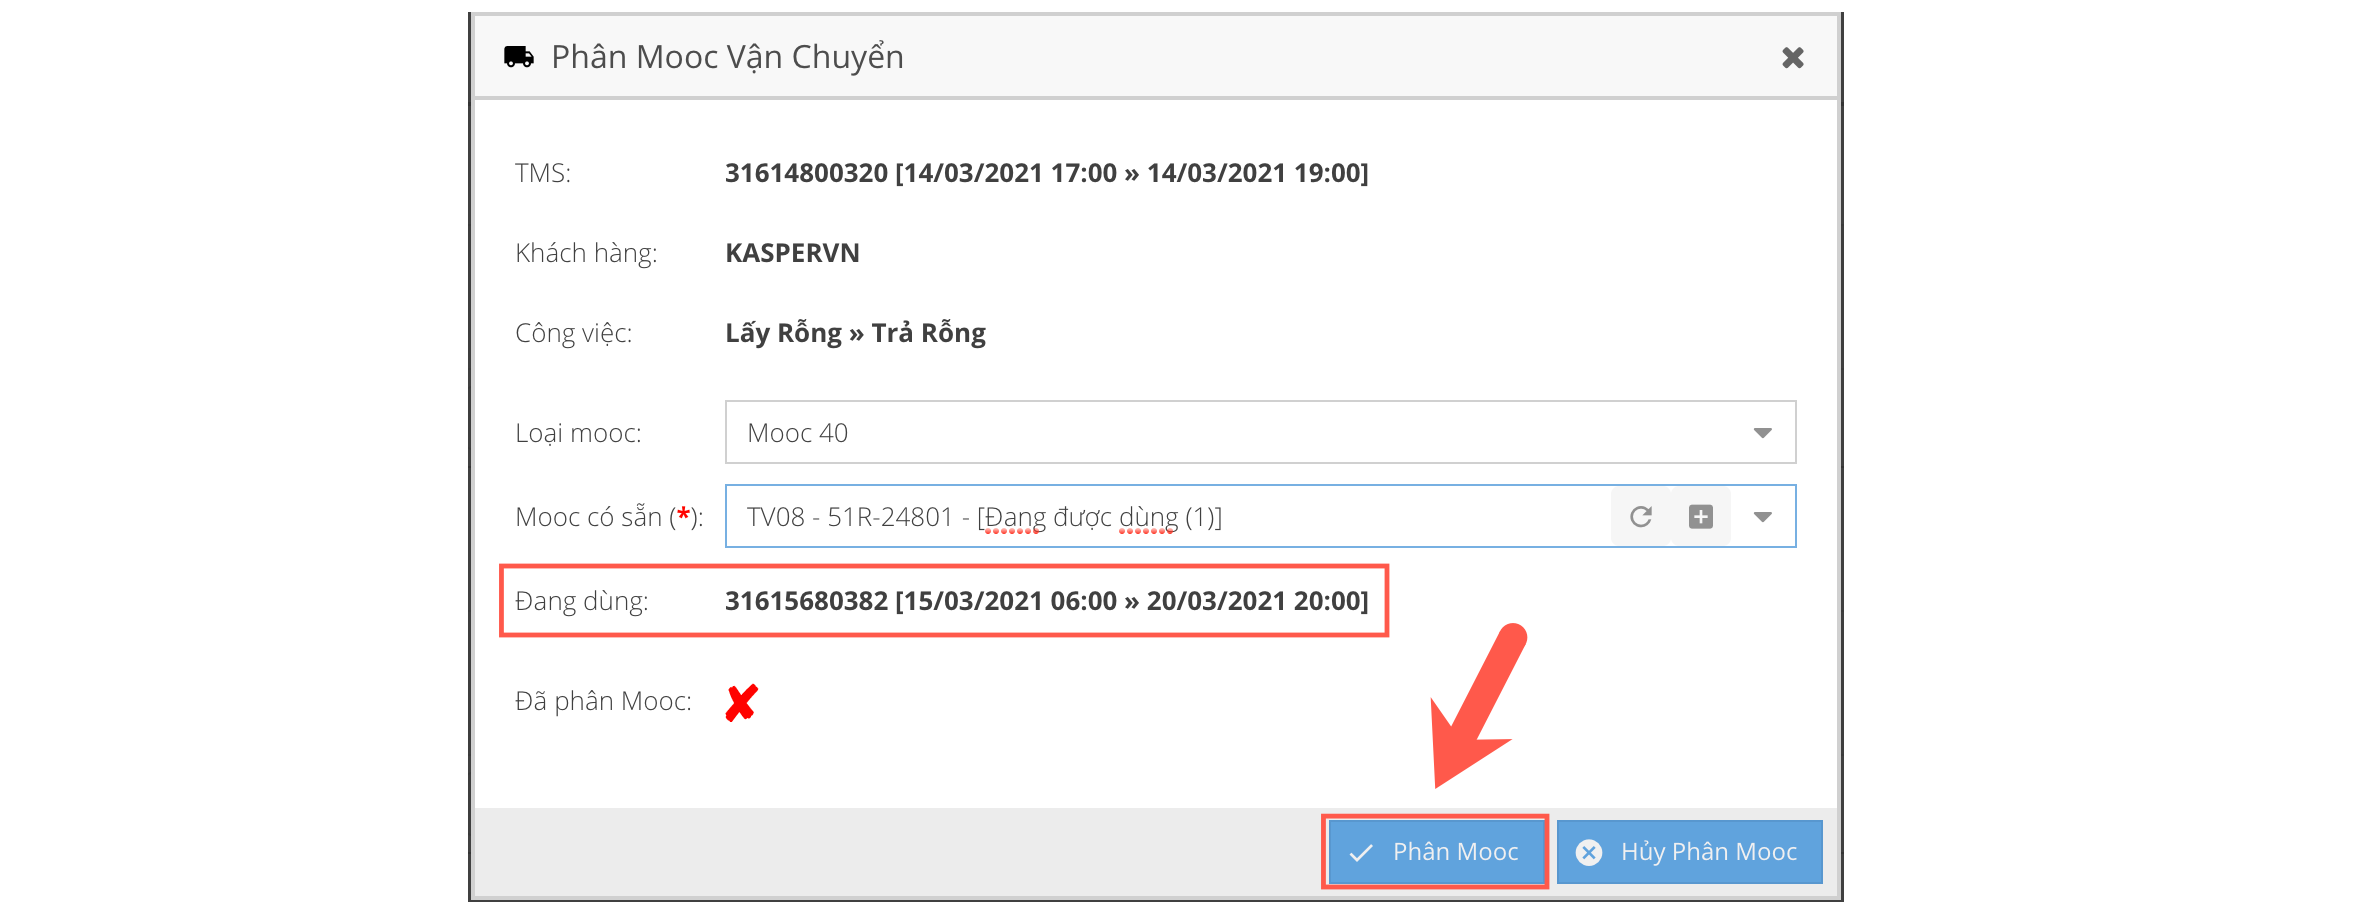 Phân Mooc Vận Chuyển
TMS: 31614800320 [14/03/2021 17:00 » 14/03/2021 19:00]
Khách hàng: KASPERVN
Công việc: Lấy Rỗng » Trả Rỗng
Loại mooc: Mooc 40
Mooc có sẵn (*): TV08 - 51R-24801 - [Đang được dùng (1)]
Đang dùng: 31615680382 [15/03/2021 06:00 » 20/03/2021 20:00]
Đã phân Mooc:
Phân Mooc Hủy Phân Mooc